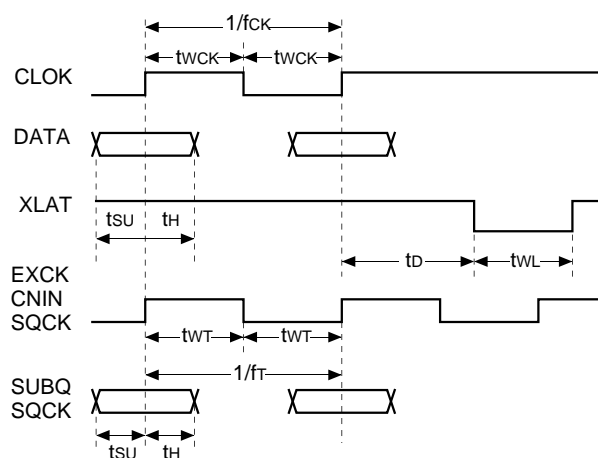 1/fCK
tWCK tWCK
CLOK
DATA
XLAT
tSU tH
tD tWL
EXCK
CNIN
SQCK
tWT tWT
1/fT
SUBQ
SQCK
tSU tH